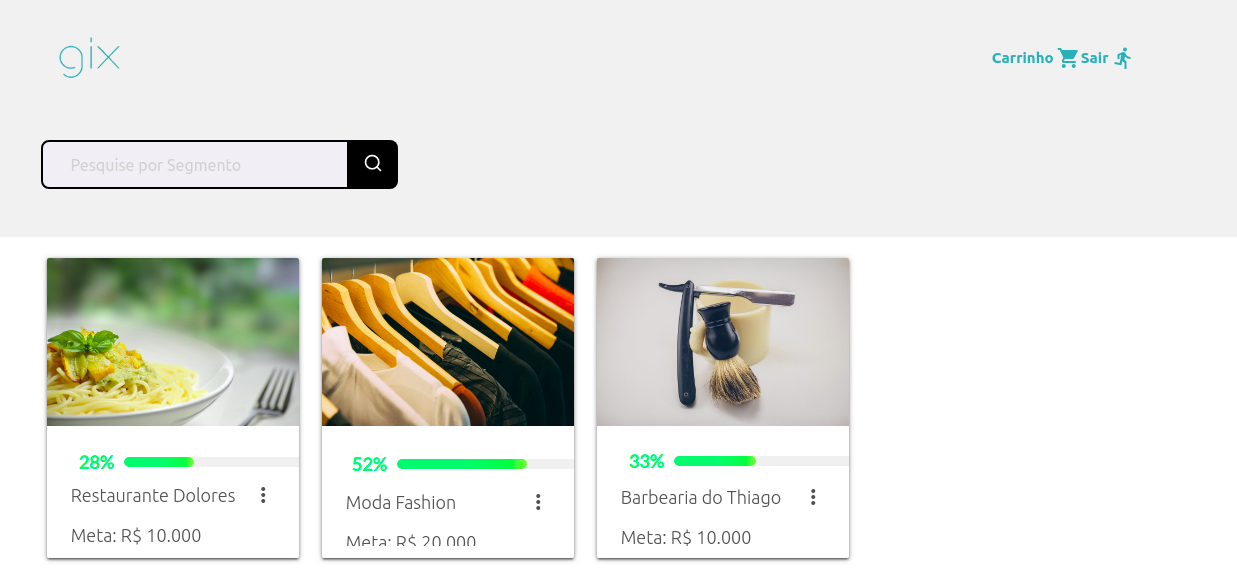 gix
Carrinho Sair
Pesquise por Segmento
28%
Restaurante Dolores
Meta: R$ 10.000
52%
Moda Fashion
Meta: R$ 20.000
33%
Barbearia do Thiago
Meta: R$ 10.000